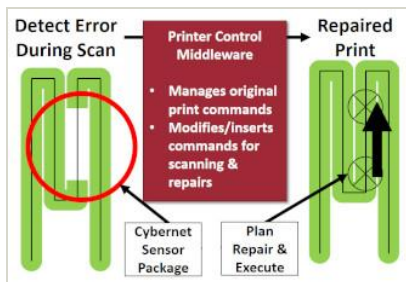 Detect Error
During Scan
Printer Control
Middleware
• Manages original
print commands
• Modifies/inserts
commands for
scanning &
repairs
Repaired
Print
Cybernet
Sensor
Package
Plan
Repair &
Execute